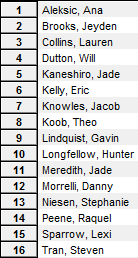 1 Aleksic, Ana
2 Brooks, Jeyden
3 Collins, Lauren
4 Dutton, Will
5 Kaneshiro, Jade
6 Kelly, Eric
7 Knowles, Jacob
8 Koob, Theo
9 Lindquist, Gavin
10 Longfellow, Hunter
11 Meredith, Jade
12 Morrelli, Danny
13 Niesen, Stephanie
14 Peene, Raquel
15 Sparrow, Lexi
16 Tran, Steven